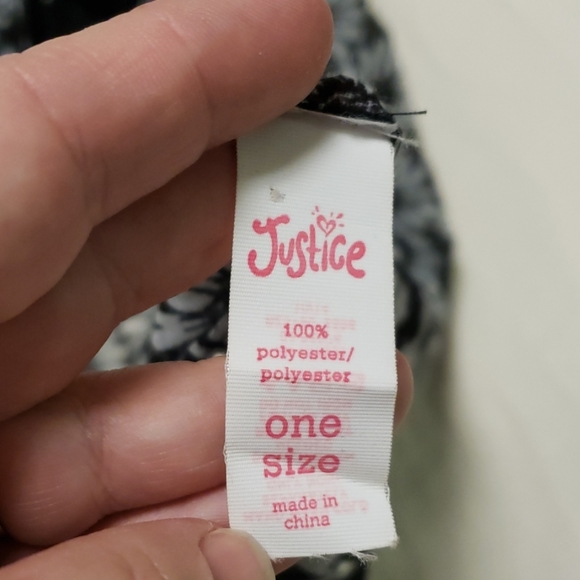 Justice
100%
polyester/
polyester
one
size
made in
china